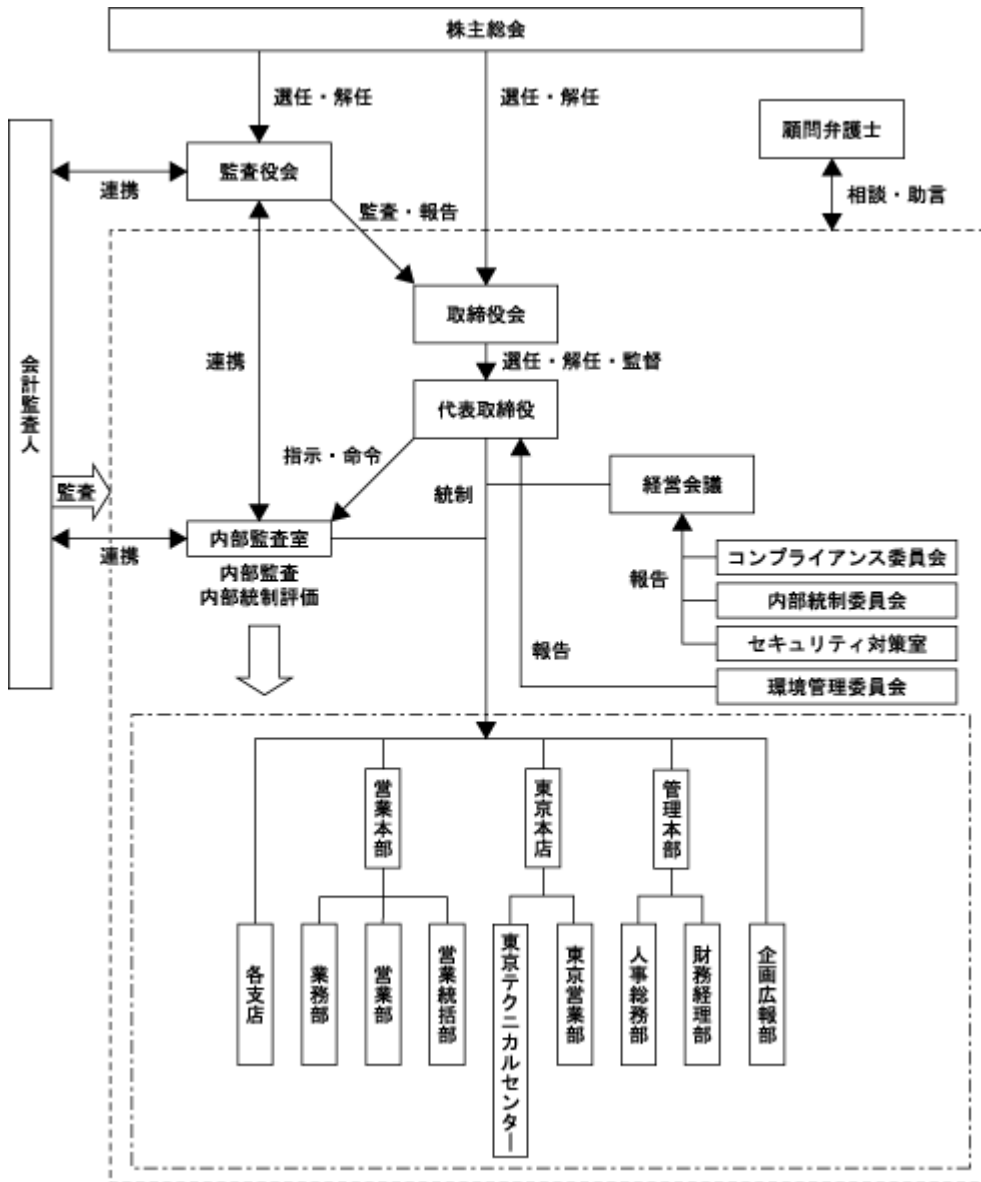 株主総会
選任・解任
選任・解任
顧問弁護士
監査役会
連携
相談・助言
監査・報告
取締役会
会計監査人
連携
選任・解任・監督
代表取締役
指示・命令
統制
経営会議
監査
内部監査室
連携
内部監査
内部統制評価
報告
コンプライアンス委員会
内部統制委員会
セキュリティ対策室
報告
環境管理委員会
営業本部
東京本店
管理本部
各支店
業務部
営業部
営業統括部
東京テクニカルセンター
東京営業部
人事総務部
財務経理部
企画広報部